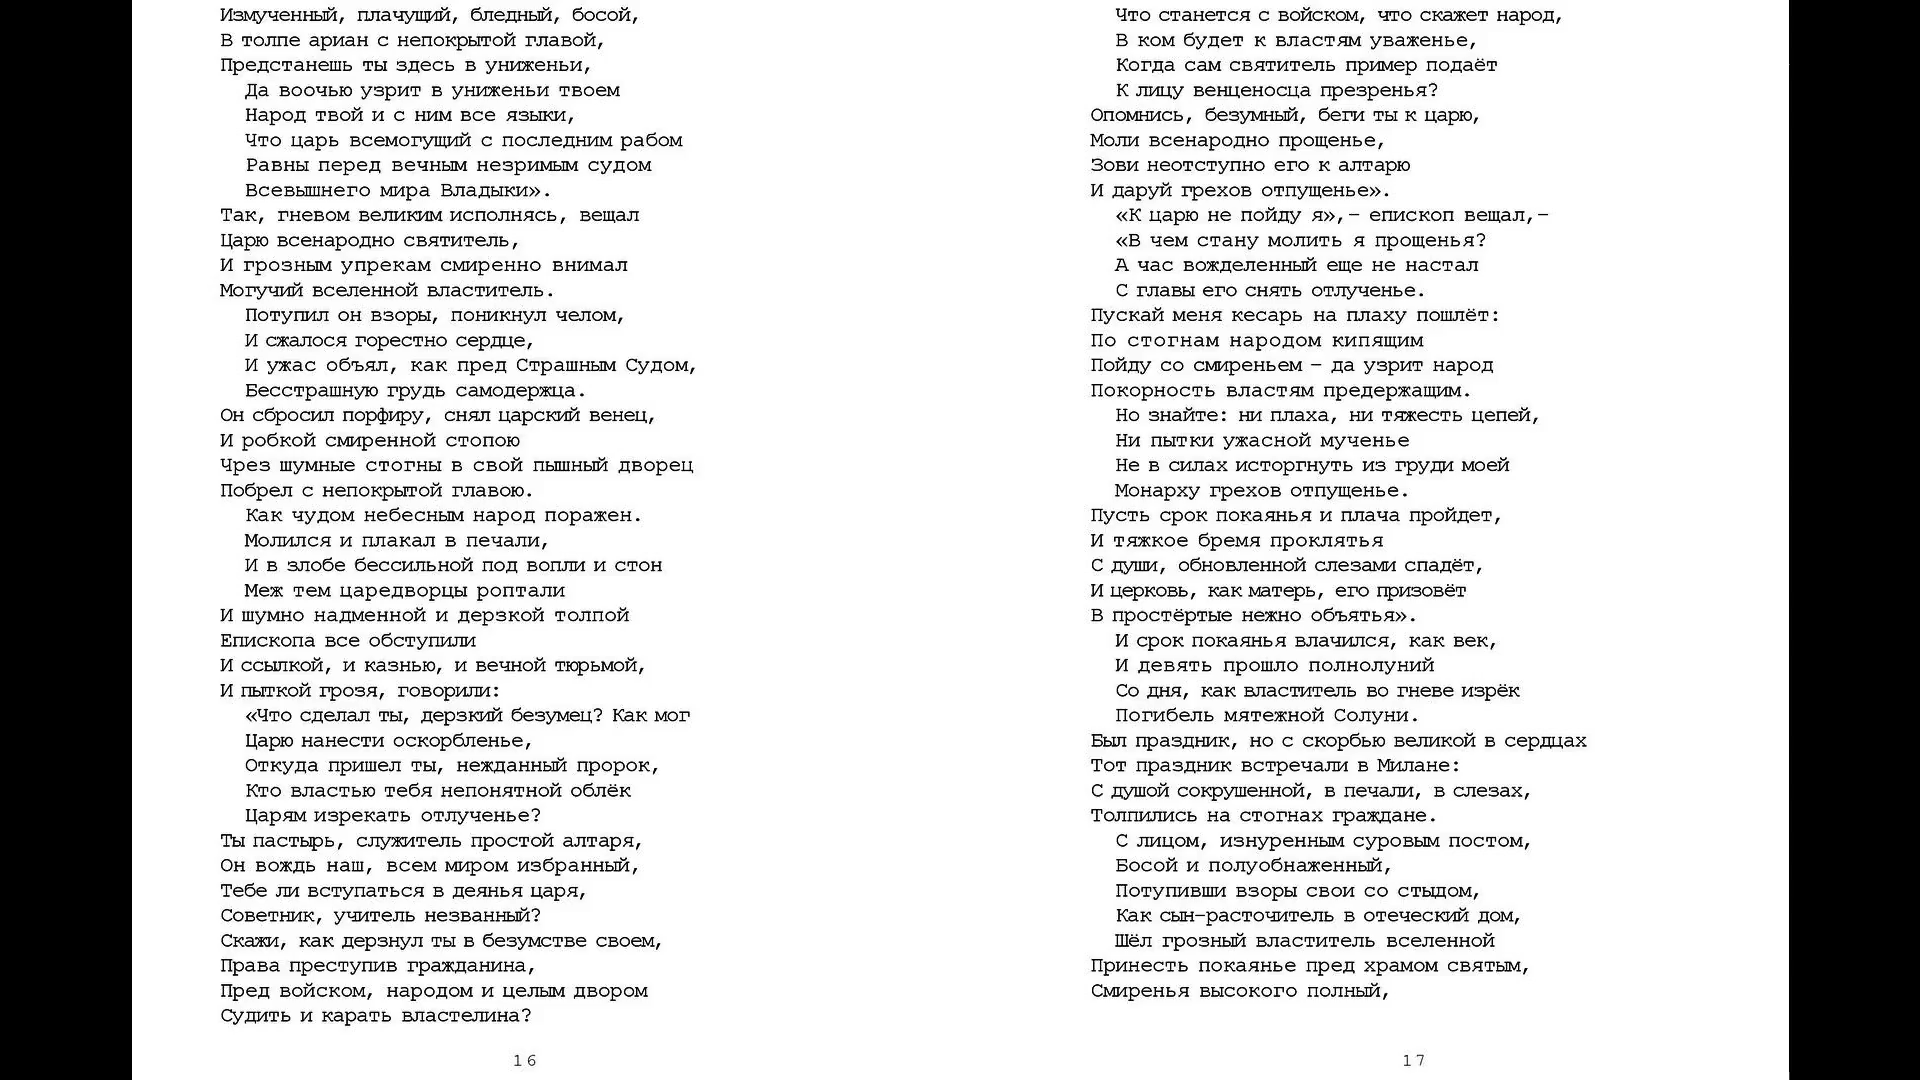 Измученный, плачущий, бледный, босой,
В толпе ариан с непокрытой главой,
Предстанешь ты здесь в униженьи,
Да воочью узрит в униженьи твоем
Народ твой и с ним все языки,
Что царь всемогущий с последним рабом
Равны перед вечным незримым судом
Всевышнего мира Владыки».
Так, гневом великим исполнясь, вещал
Царю всенародно святитель,
И грозным упрекам смиренно внимал
Могучий вселенной властитель.
Потупил он взоры, поникнул челом,
И сжалося горестно сердце,
И ужас объял, как пред Страшным Судом,
Бесстрашную грудь самодержца.
Он сбросил порфиру, снял царский венец,
И робкой смиренной стопою
Чрез шумные стогны в свой пышный дворец
Побрел с непокрытой главою.
Как чудом небесным народ поражен.
Молился и плакал в печали,
И в злобе бессильной под вопли и стон
Меж тем царедворцы роптали
И шумно надменной и дерзкой толпой
Епископа все обступили
И ссылкой, и казнью, и вечной тюрьмой,
И пыткой грозя, говорили:
«Что сделал ты, дерзкий безумец? Как мог
Царю нанести оскорбленье,
Откуда пришел ты, нежданный пророк,
Кто властью тебя непонятной облёк
Царям изрекать отлученье?
Ты пастырь, служитель простой алтаря,
Он вождь наш, всем миром избранный,
Тебе ли вступаться в деянья царя,
Советник, учитель незванный?
Скажи, как дерзнул ты в безумстве своем,
Права преступив гражданина,
Пред войском, народом и целым двором
Судить и карать властелина?
16
Что станется с войском, что скажет народ,
В ком будет к властям уваженье,
Когда сам святитель пример подаёт
К лицу венценосца презренья?
Опомнись, безумный, беги ты к царю,
Моли всенародно прощенье,
Зови неотступно его к алтарю
И даруй грехов отпущенье».
«К царю не пойду я»,– епископ вещал,–
«В чем стану молить я прощенья?
А час вожделенный еще не настал
С главы его снять отлученье.
Пускай меня кесарь на плаху пошлёт:
По стогнам народом кипящим
Пойду со смиреньем – да узрит народ
Покорность властям предержащим.
Но знайте: ни плаха, ни тяжесть цепей,
Ни пытки ужасной мученье
Не в силах исторгнуть из груди моей
Монарху грехов отпущенье.
Пусть срок покаянья и плача пройдет,
И тяжкое бремя проклятья
С души, обновленной слезами спадёт,
И церковь, как матерь, его призовёт
В простёртые нежно объятья».
И срок покаянья влачился, как век,
И девять прошло полнолуний
Со дня, как властитель во гневе изрёк
Погибель мятежной Солуни.
Был праздник, но с скорбью великой в сердцах
Тот праздник встречали в Милане:
С душой сокрушенной, в печали, в слезах,
Толпились на стогнах граждане.
С лицом, изнуренным суровым постом,
Босой и полуобнаженный,
Потупивши взоры свои со стыдом,
Как сын-расточитель в отеческий дом,
Шёл грозный властитель вселенной
Принесть покаянье пред храмом святым,
Смиренья высокого полный,
17